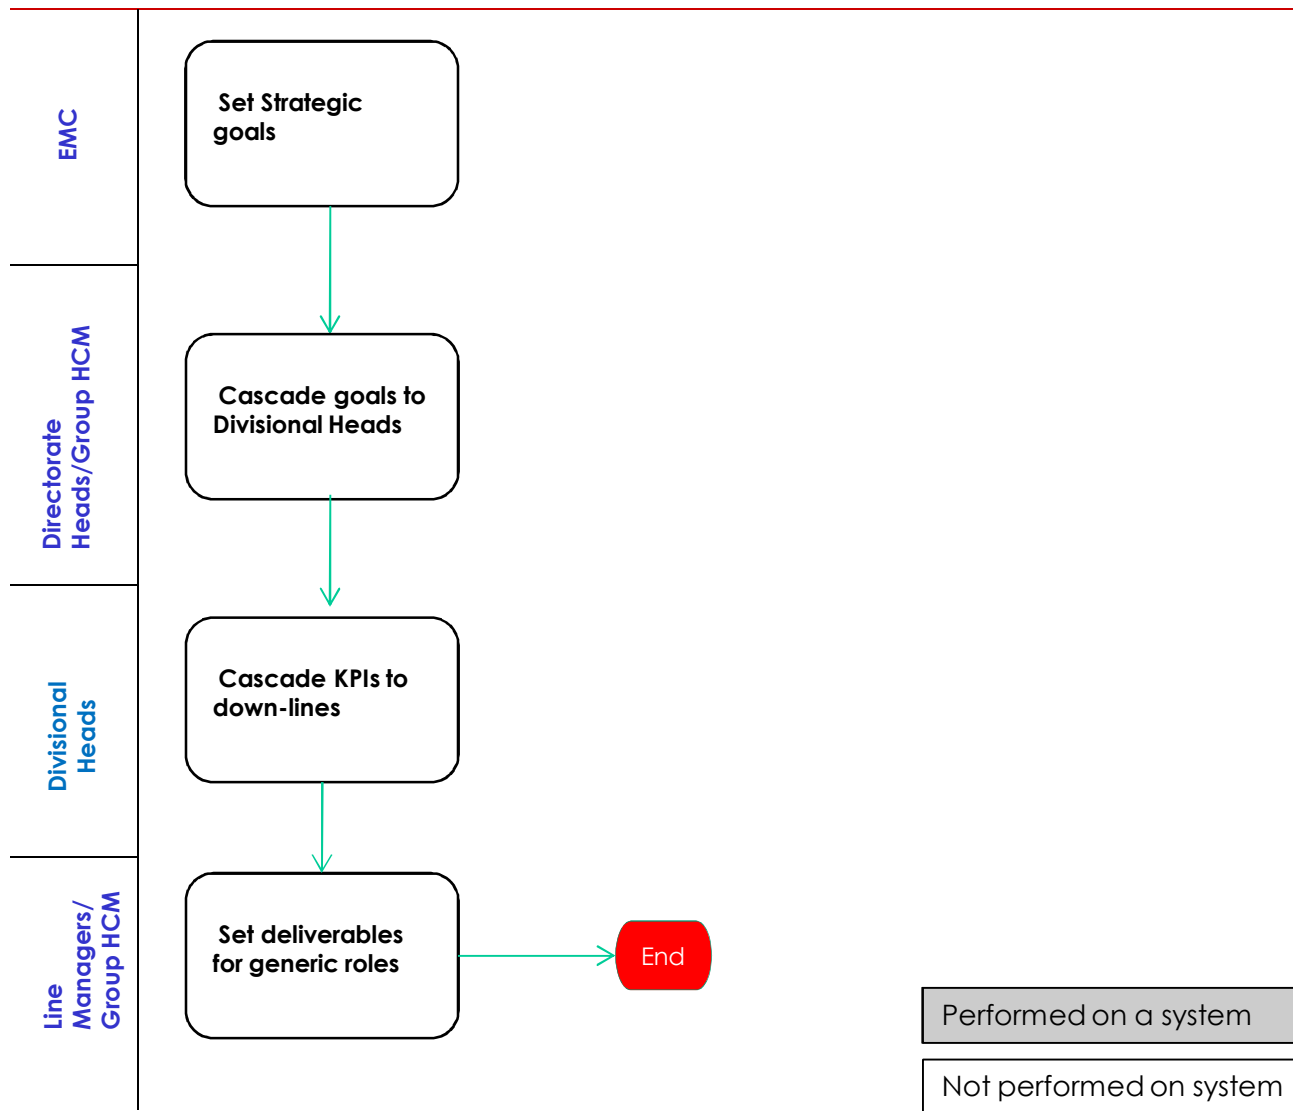 EMC
Set Strategic
goals
Directorate
Heads/Group HCM
Cascade goals to
Divisional Heads
Divisional
Heads
Cascade KPIs to
down-lines
Line
Managers/
Group HCM
Set deliverables
for generic roles
End
Performed on a system
Not performed on system